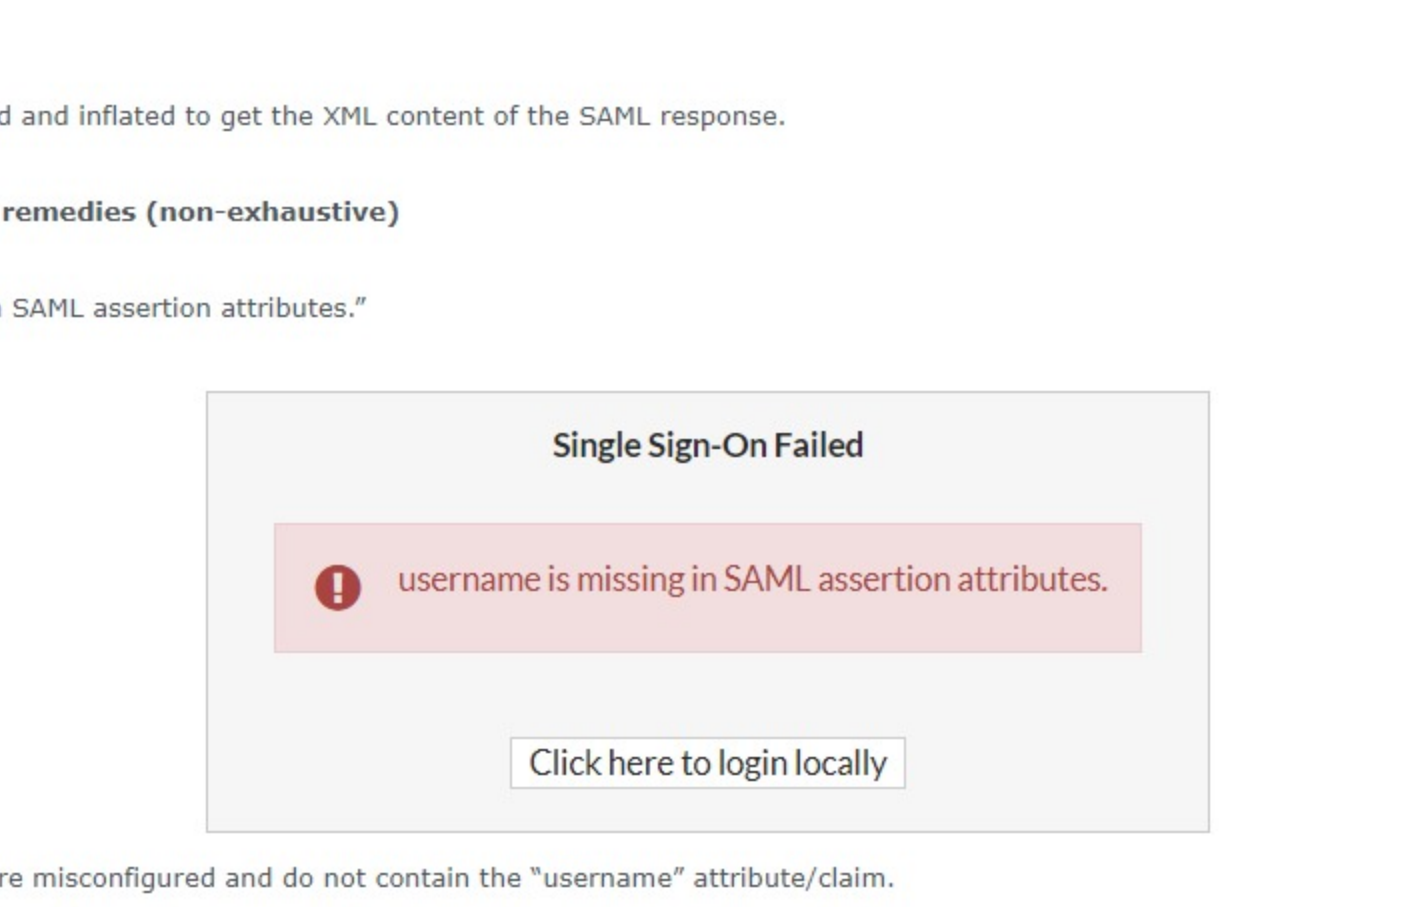 and inflated to get the XML content of the SAML response.
remedies (non-exhaustive)
SAML assertion attributes.”
Single Sign-On Failed
username is missing in SAML assertion attributes.
Click here to login locally
misconfigured and do not contain the “username” attribute/claim.